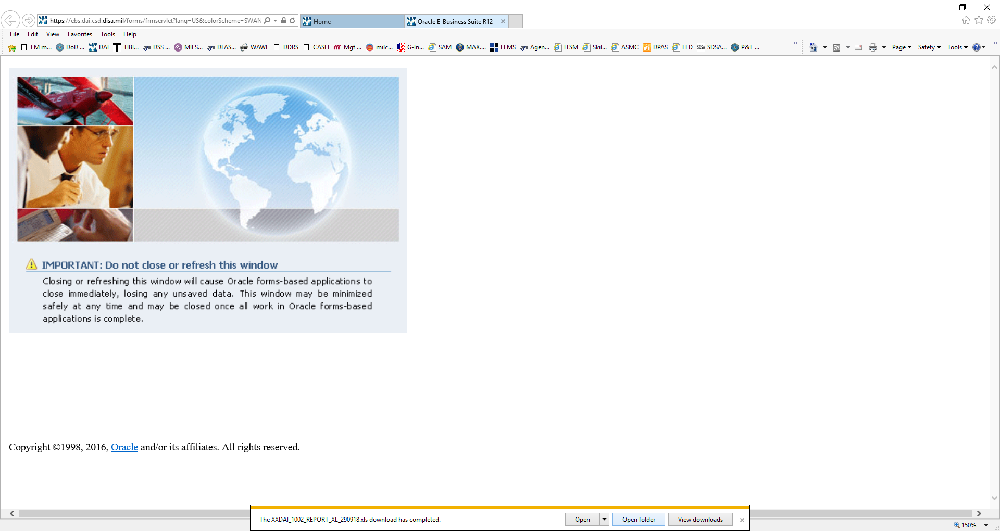 https://ebs.dai.csd.disa.mil/forms/frmservlet?lang=US&colorScheme=SWAN
Home
Oracle E-Business Suite R12
File Edit View Favorites Tools Help
FM m... DoD ... DAI TIBI... DSS ... MILS... DFAS... WAWF DDRS CASH Mgt ... milc... G-In... SAM MAX.... ELMS Agen... ITSM Skil... ASMC DPAS EFD SDSA... P&E ... Page Safety Tools
IMPORTANT: Do not close or refresh this window
Closing or refreshing this window will cause Oracle forms-based applications to
close immediately, losing any unsaved data. This window may be minimized
safely at any time and may be closed once all work in Oracle forms-based
applications is complete.
Copyright ©1998, 2016, Oracle and/or its affiliates. All rights reserved.
The XXDAI_1002_REPORT_XL_290918.xls download has completed.
Open
Open folder
View downloads
150%